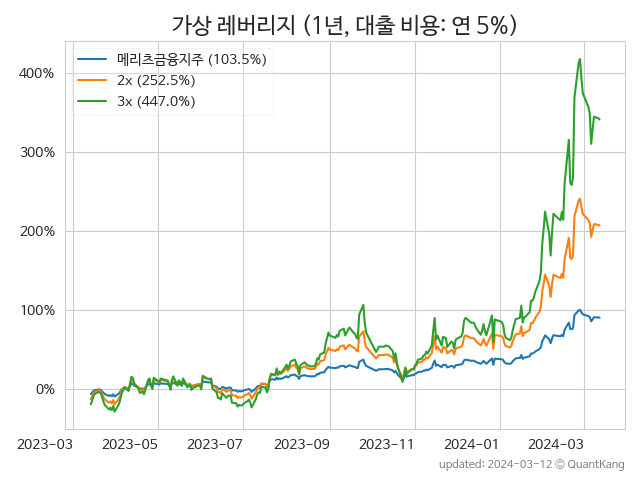 가상 레버리지 (1년, 대출 비용: 연 5%)
메리츠금융지주 (103.5%)
2x (252.5%)
3x (447.0%)
400%
300%
200%
100%
0%
2023-03
2023-05
2023-07
2023-09
2023-11
2024-01
2024-03
updated: 2024-03-12 © QuantKang